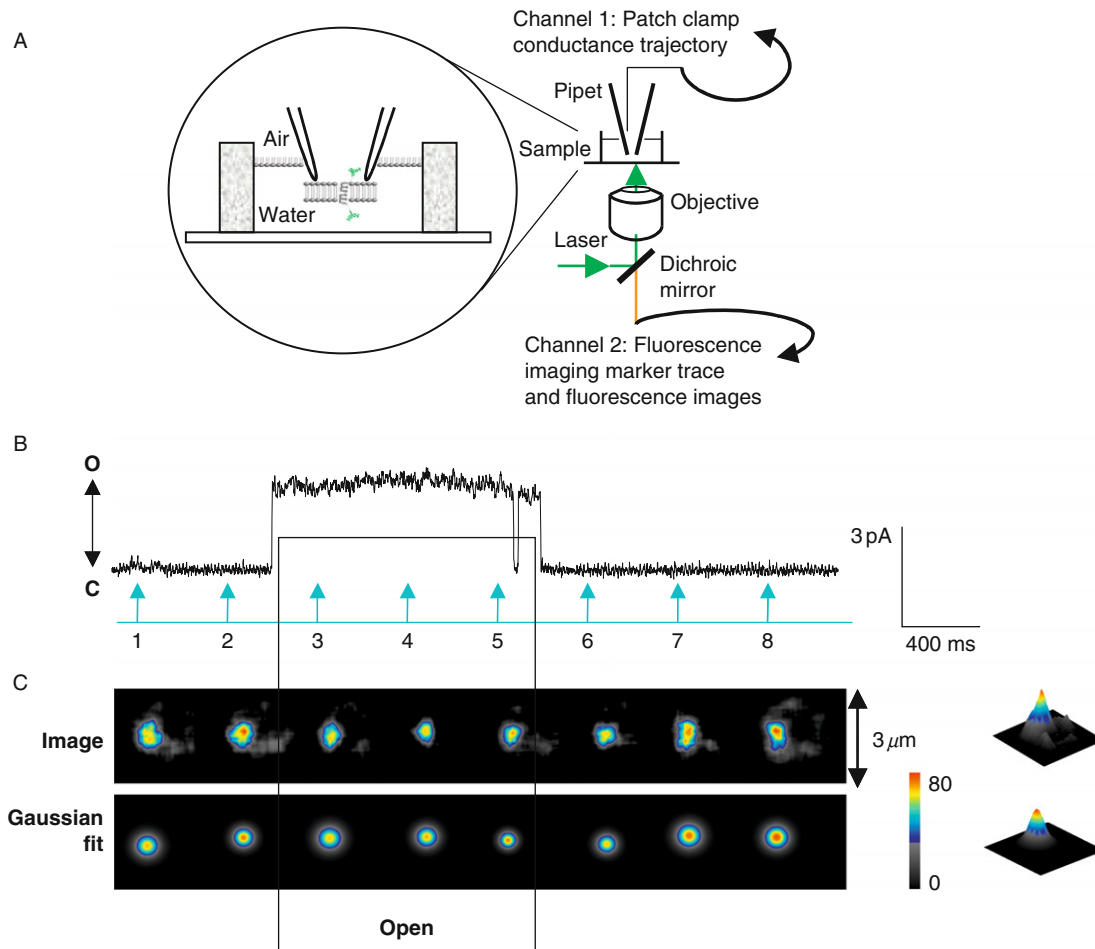 A
Channel 1: Patch clamp
conductance trajectory
Pipet
Air
Sample
Water
Objective
Laser
Dichroic
mirror
Channel 2: Fluorescence
imaging marker trace
and fluorescence images
B
O
C
3 pA
400 ms
1 2 3 4 5 6 7 8
C
Image
3 μm
80
Gaussian
fit
0
Open